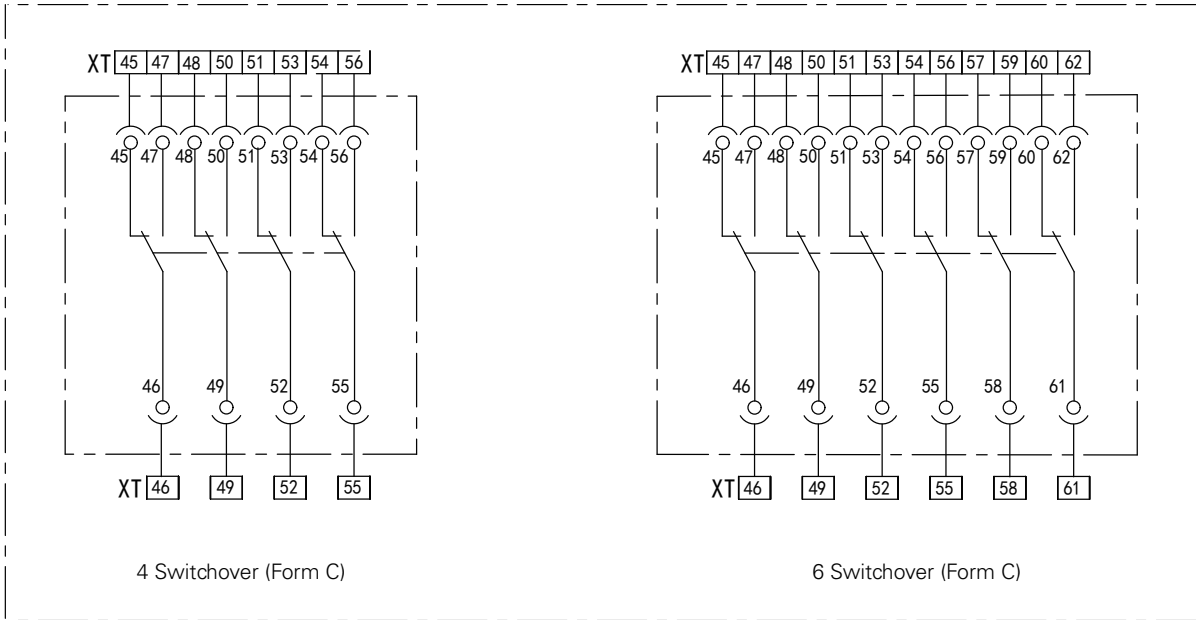 XT 45 47 48 50 51 53 54 56
45 47 48 50 51 53 54 56
46 49 52 55
XT 46 49 52 55
4 Switchover (Form C)
XT 45 47 48 50 51 53 54 56 57 59 60 62
45 47 48 50 51 53 54 56 57 59 60 62
46 49 52 55 58 61
XT 46 49 52 55 58 61
6 Switchover (Form C)